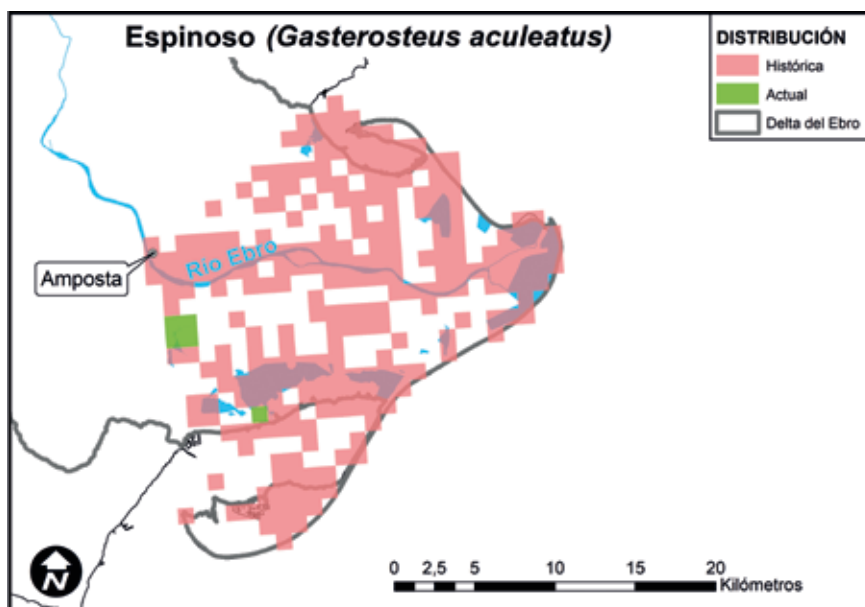 Espinoso (Gasterosteus aculeatus)
DISTRIBUCIÓN
Histórica
Actual
Delta del Ebro
Río Ebro
Amposta
N
0 2,5 5 10 15 20
Kilómetros